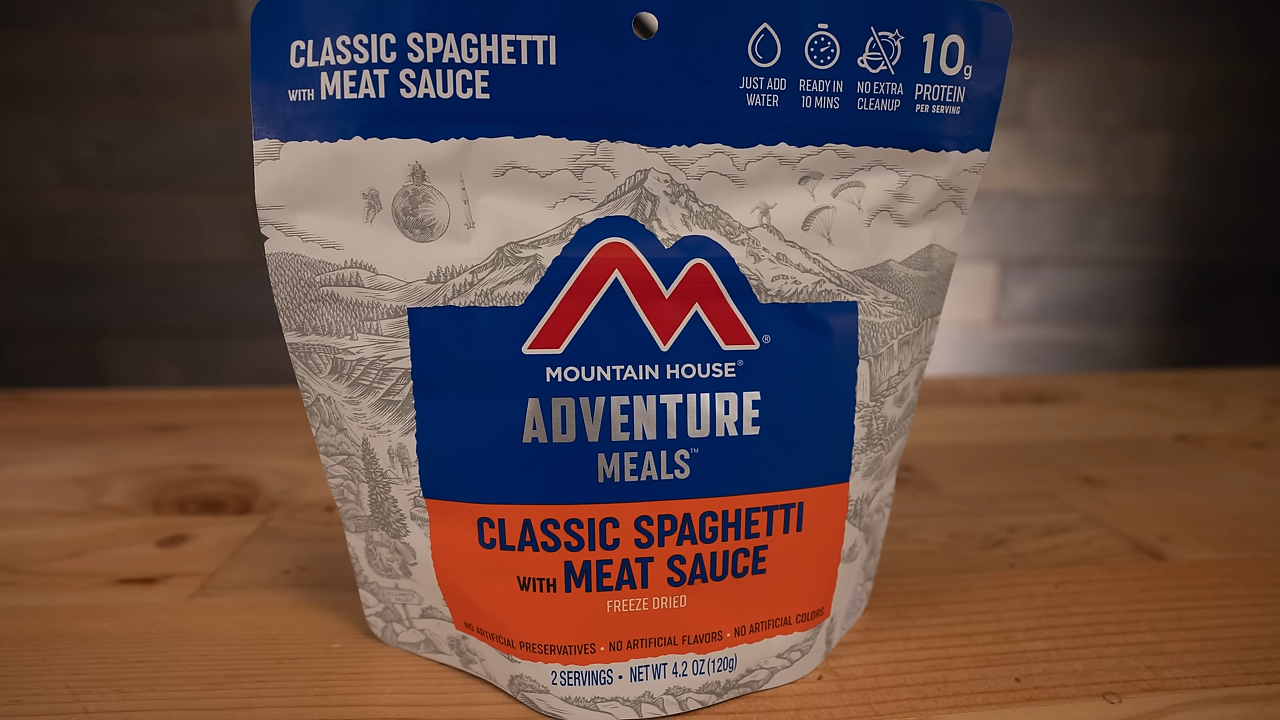 CLASSIC SPAGHETTI
WITH MEAT SAUCE
JUST ADD
WATER
READY IN
10 MINS
NO EXTRA
CLEANUP
10g
PROTEIN
PER SERVING
MOUNTAIN HOUSE®
ADVENTURE
MEALS™
CLASSIC SPAGHETTI
WITH MEAT SAUCE
FREEZE DRIED
NO ARTIFICIAL PRESERVATIVES • NO ARTIFICIAL FLAVORS • NO ARTIFICIAL COLORS
2 SERVINGS • NET WT 4.2 OZ (120g)